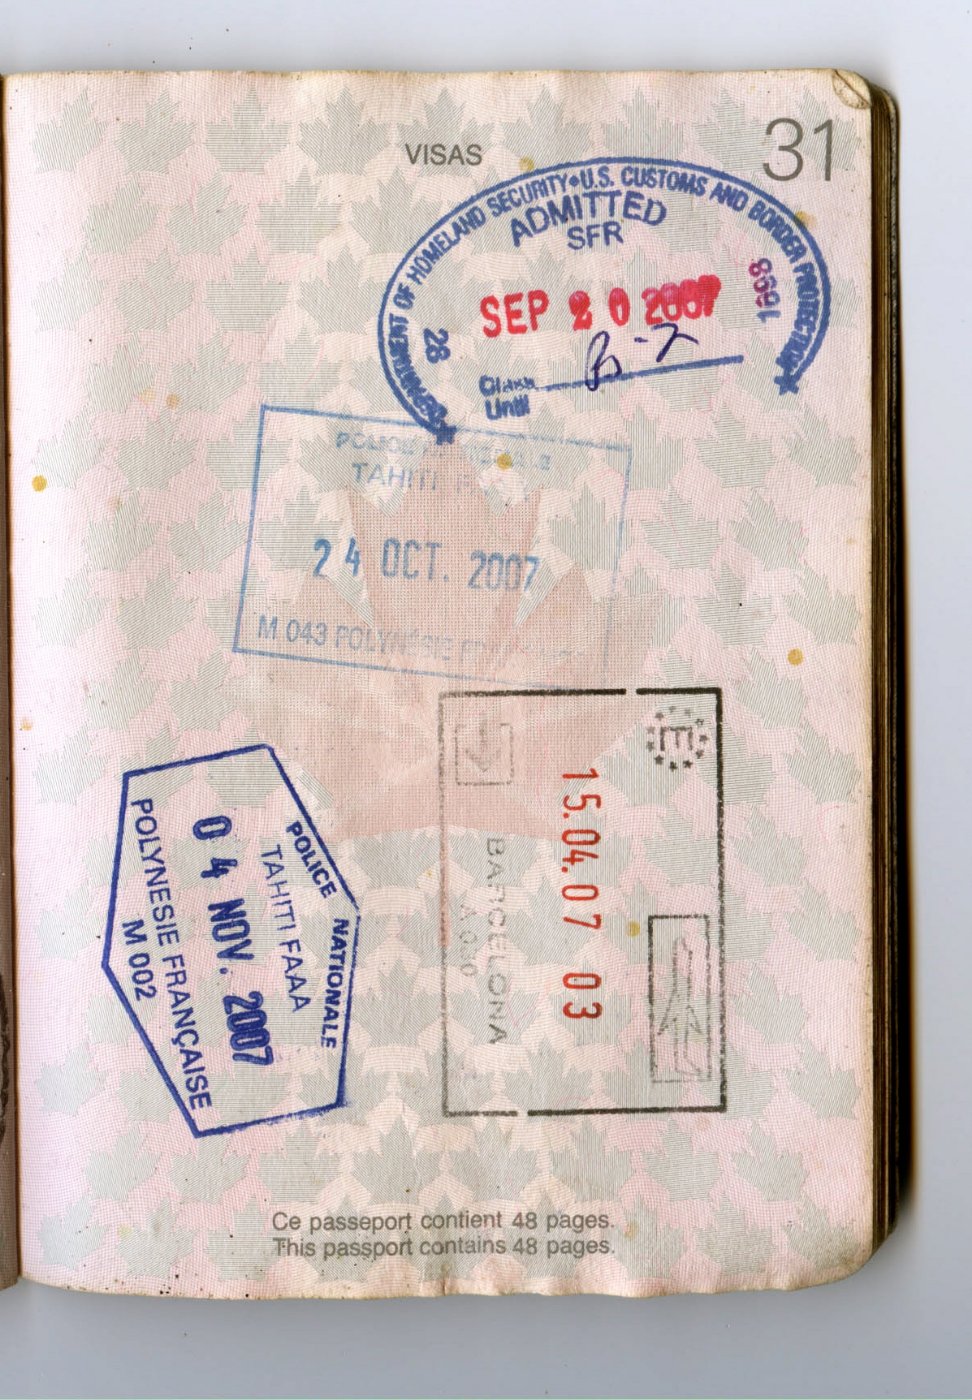 31
VISAS
DEPARTMENT OF HOMELAND SECURITY • U.S. CUSTOMS AND BORDER PROTECTION
ADMITTED
SFR
SEP 20 2007
28
1698
Class
Until
TAHITI
24 OCT. 2007
M 043 POLYNÉSIE
E
15.04.07 03
BARCELONA
POLICE NATIONALE
TAHITI FAAA
04 NOV. 2007
POLYNESIE FRANÇAISE
M 002
Ce passeport contient 48 pages.
This passport contains 48 pages.